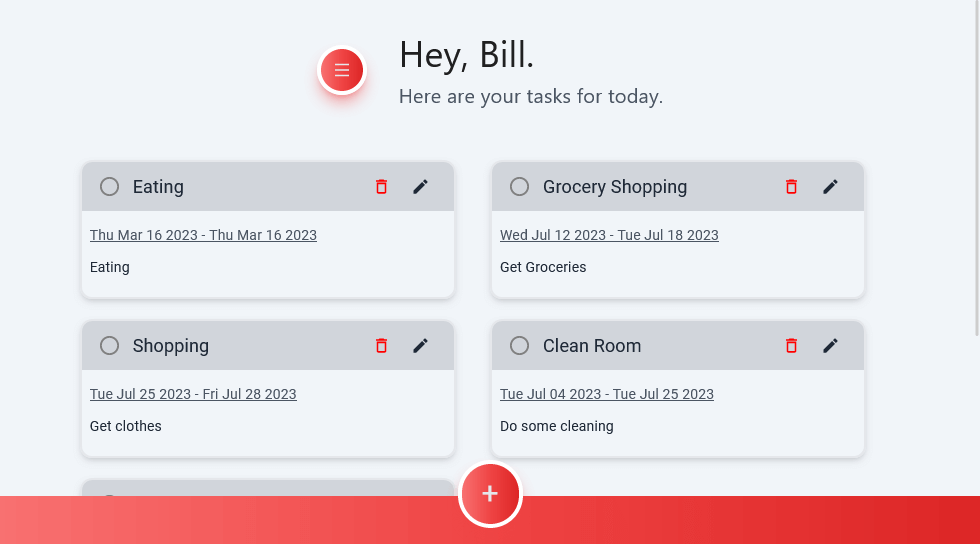 Hey, Bill.
Here are your tasks for today.
Eating
Thu Mar 16 2023 - Thu Mar 16 2023
Eating
Grocery Shopping
Wed Jul 12 2023 - Tue Jul 18 2023
Get Groceries
Shopping
Tue Jul 25 2023 - Fri Jul 28 2023
Get clothes
Clean Room
Tue Jul 04 2023 - Tue Jul 25 2023
Do some cleaning
+